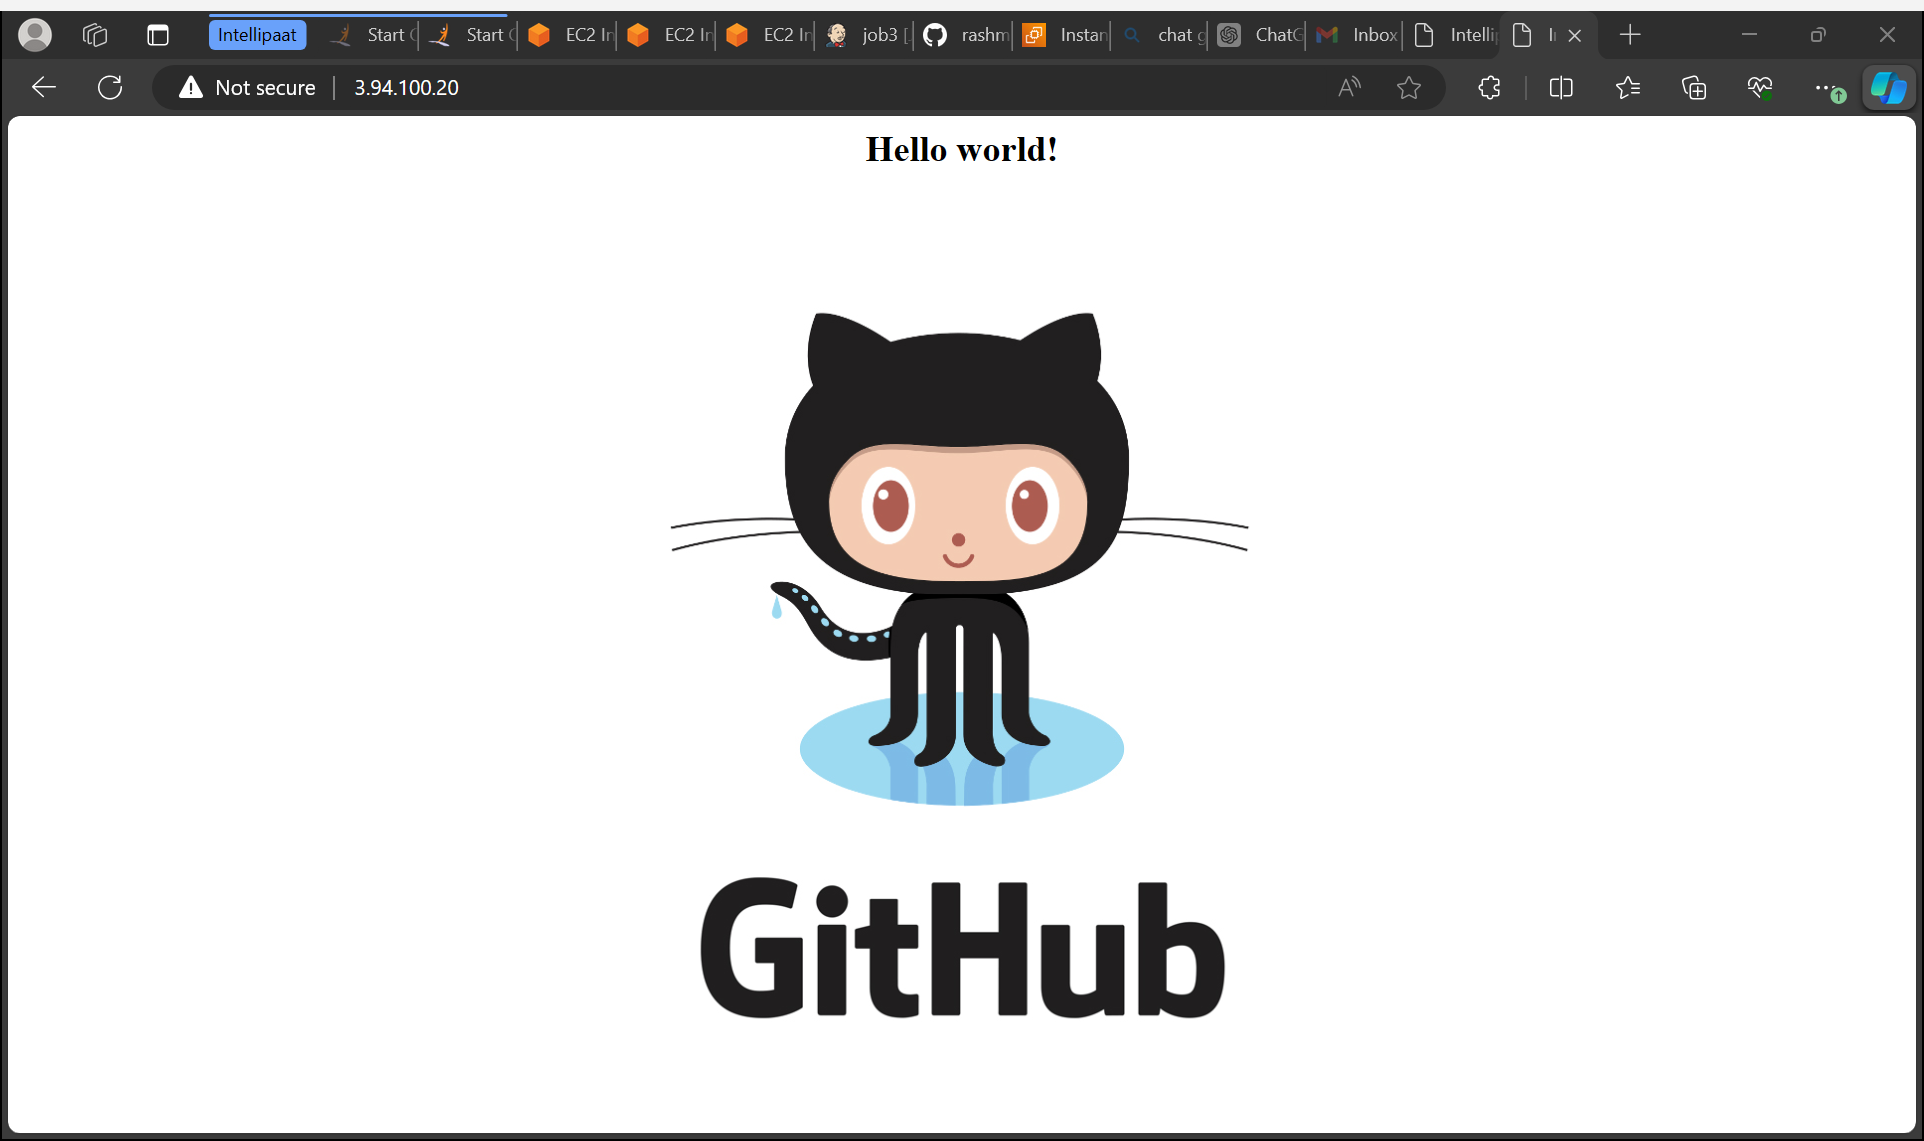 Intellipaat
Start
Start
EC2 In
EC2 In
EC2 In
job3 [
rashm
Instan
chat g
ChatG
Inbox
Intelli
Not secure
3.94.100.20
Hello world!
GitHub